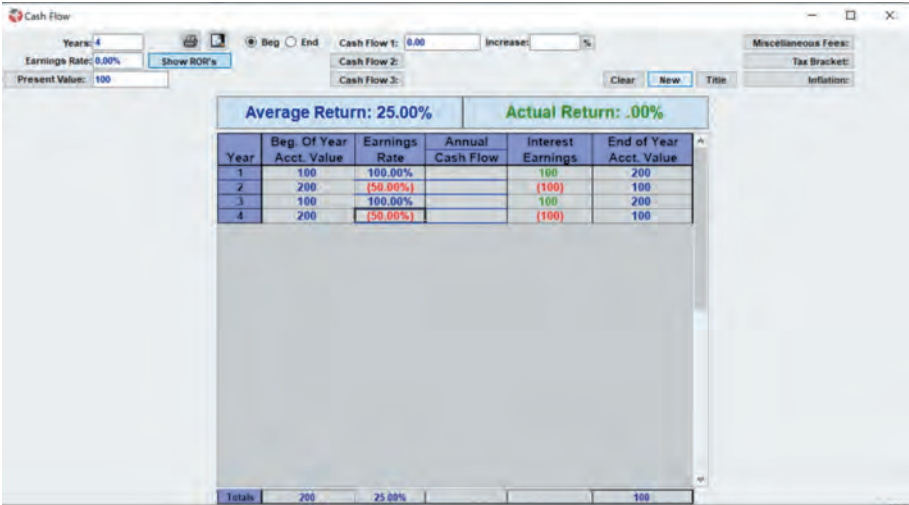 Cash Flow
Years: 4 Beg End Cash Flow 1: 0.00 Increase: % Miscellaneous Fees:
Earnings Rate: 0.00% Show ROR's Cash Flow 2: Tax Bracket:
Present Value: 100 Cash Flow 3: Clear New Title Inflation:
Average Return: 25.00% Actual Return: .00%
Beg. Of Year Earnings Annual Interest End of Year
Year Acct. Value Rate Cash Flow Earnings Acct. Value
1 100 100.00% 100 200
2 200 (50.00%) (100) 100
3 100 100.00% 100 200
4 200 (50.00%) (100) 100
Totals 200 25.00% 100